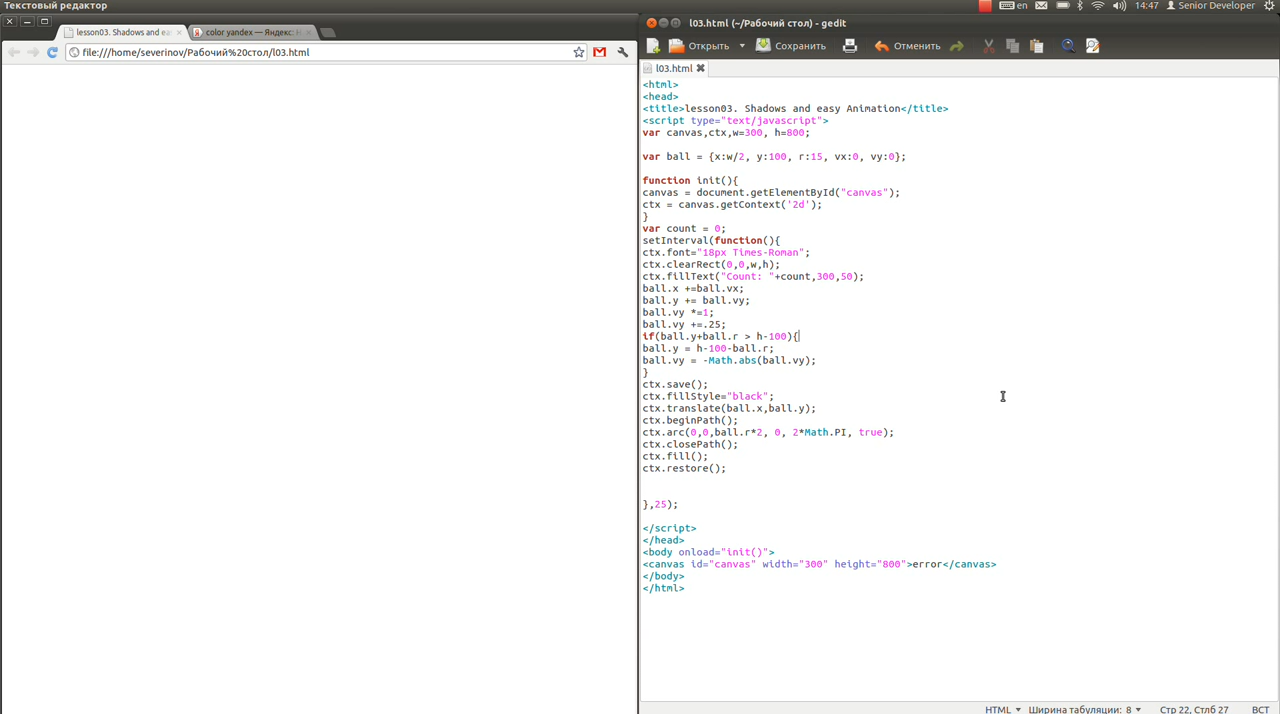 Текстовый редактор
en
14:47
Senior Developer
lesson03. Shadows and ea
color yandex — Яндекс: Н
file:///home/severinov/Рабочий%20стол/l03.html
l03.html (~/Рабочий стол) - gedit
Открыть
Сохранить
Отменить
l03.html
<html>
<head>
<title>lesson03. Shadows and easy Animation</title>
<script type="text/javascript">
var canvas,ctx,w=300, h=800;
var ball = {x:w/2, y:100, r:15, vx:0, vy:0};
function init(){
canvas = document.getElementById("canvas");
ctx = canvas.getContext('2d');
}
var count = 0;
setInterval(function(){
ctx.font="18px Times-Roman";
ctx.clearRect(0,0,w,h);
ctx.fillText("Count: "+count,300,50);
ball.x +=ball.vx;
ball.y += ball.vy;
ball.vy *=1;
ball.vy +=.25;
if(ball.y+ball.r > h-100){
ball.y = h-100-ball.r;
ball.vy = -Math.abs(ball.vy);
}
ctx.save();
ctx.fillStyle="black";
ctx.translate(ball.x,ball.y);
ctx.beginPath();
ctx.arc(0,0,ball.r*2, 0, 2*Math.PI, true);
ctx.closePath();
ctx.fill();
ctx.restore();
},25);
</script>
</head>
<body onload="init()">
<canvas id="canvas" width="300" height="800">error</canvas>
</body>
</html>
HTML
Ширина табуляции: 8
Стр 22, Стлб 27
ВСТ